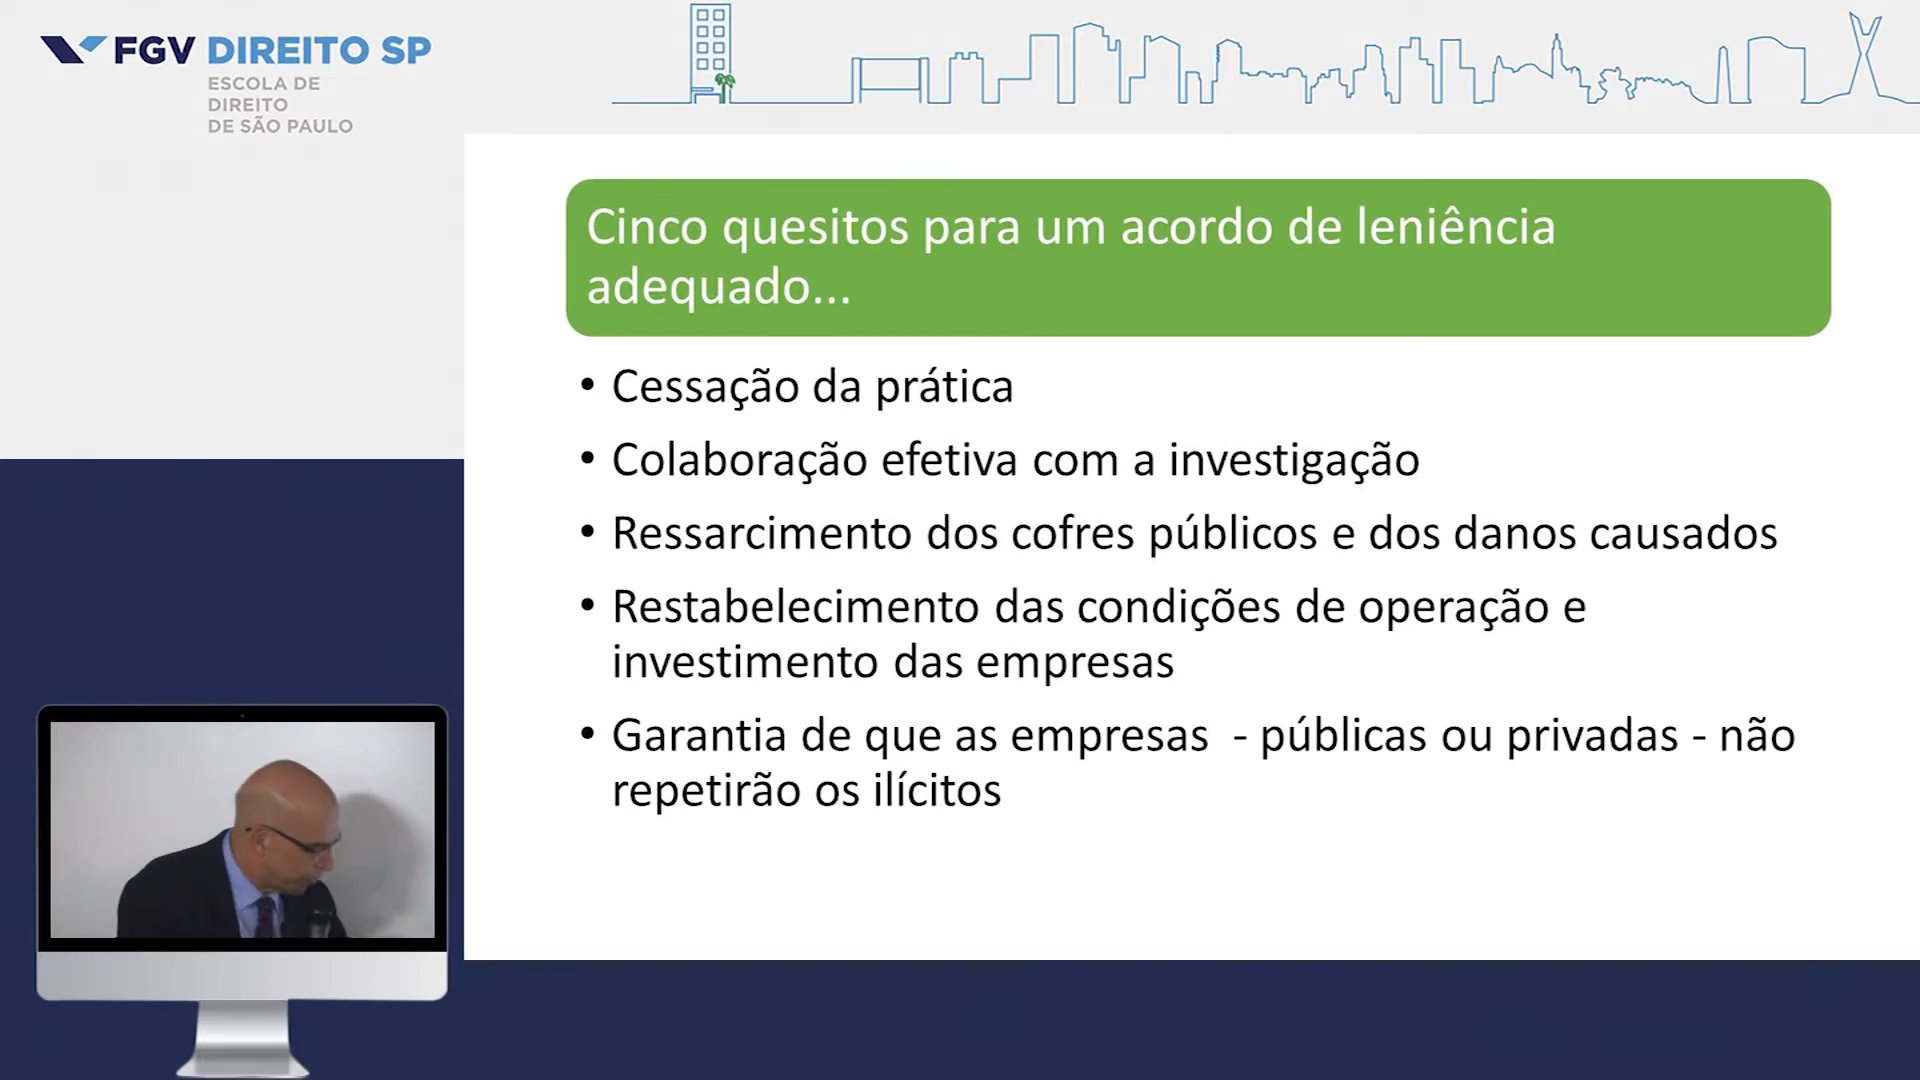 FGV DIREITO SP
ESCOLA DE
DIREITO
DE SÃO PAULO
Cinco quesitos para um acordo de leniência
adequado...
• Cessação da prática
• Colaboração efetiva com a investigação
• Ressarcimento dos cofres públicos e dos danos causados
• Restabelecimento das condições de operação e
investimento das empresas
• Garantia de que as empresas  - públicas ou privadas - não
repetirão os ilícitos